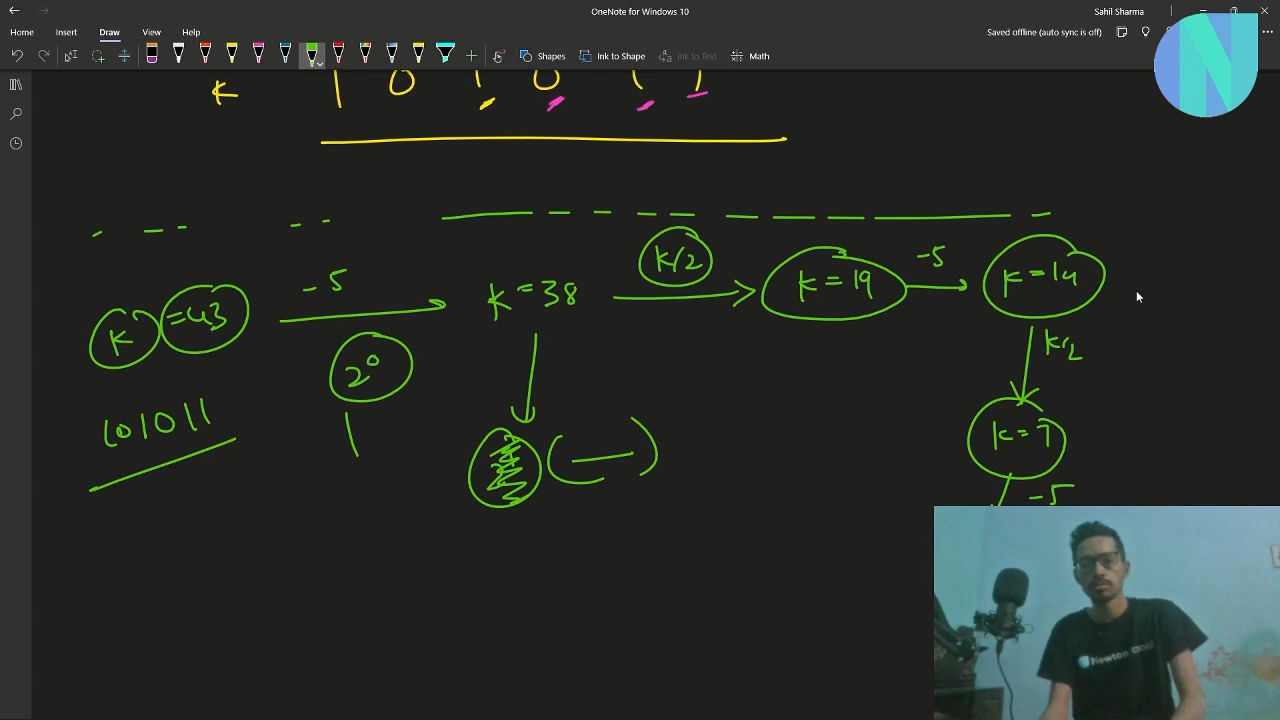 OneNote for Windows 10
Sahil Sharma
Home Insert Draw View Help
Saved offline (auto sync is off)
Shapes Ink to Shape Ink to Text Math
K 1 0 1 0 1 1
K =43
-5
2⁰
K=38
K/2
K=19
-5
K=14
K/2
K=7
-5
101011
1